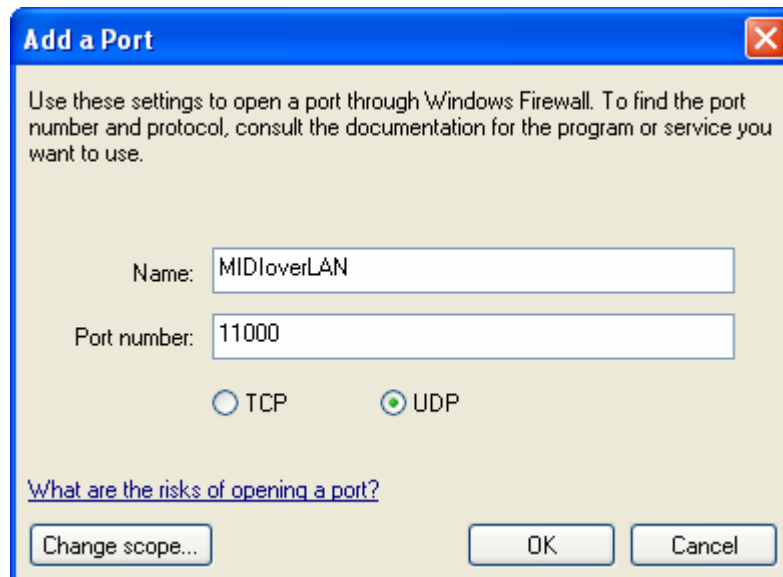 Add a Port
Use these settings to open a port through Windows Firewall. To find the port
number and protocol, consult the documentation for the program or service you
want to use.
Name: MIDIoverLAN
Port number: 11000
TCP UDP
What are the risks of opening a port?
Change scope... OK Cancel